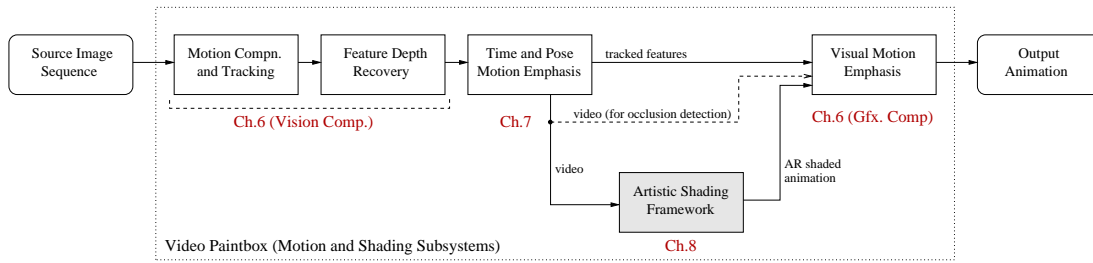 Source Image
Sequence
Motion Compn.
and Tracking
Feature Depth
Recovery
Time and Pose
Motion Emphasis
tracked features
Visual Motion
Emphasis
Output
Animation
Ch.6 (Vision Comp.)
Ch.7
video (for occlusion detection)
Ch.6 (Gfx. Comp)
video
AR shaded
animation
Artistic Shading
Framework
Ch.8
Video Paintbox (Motion and Shading Subsystems)